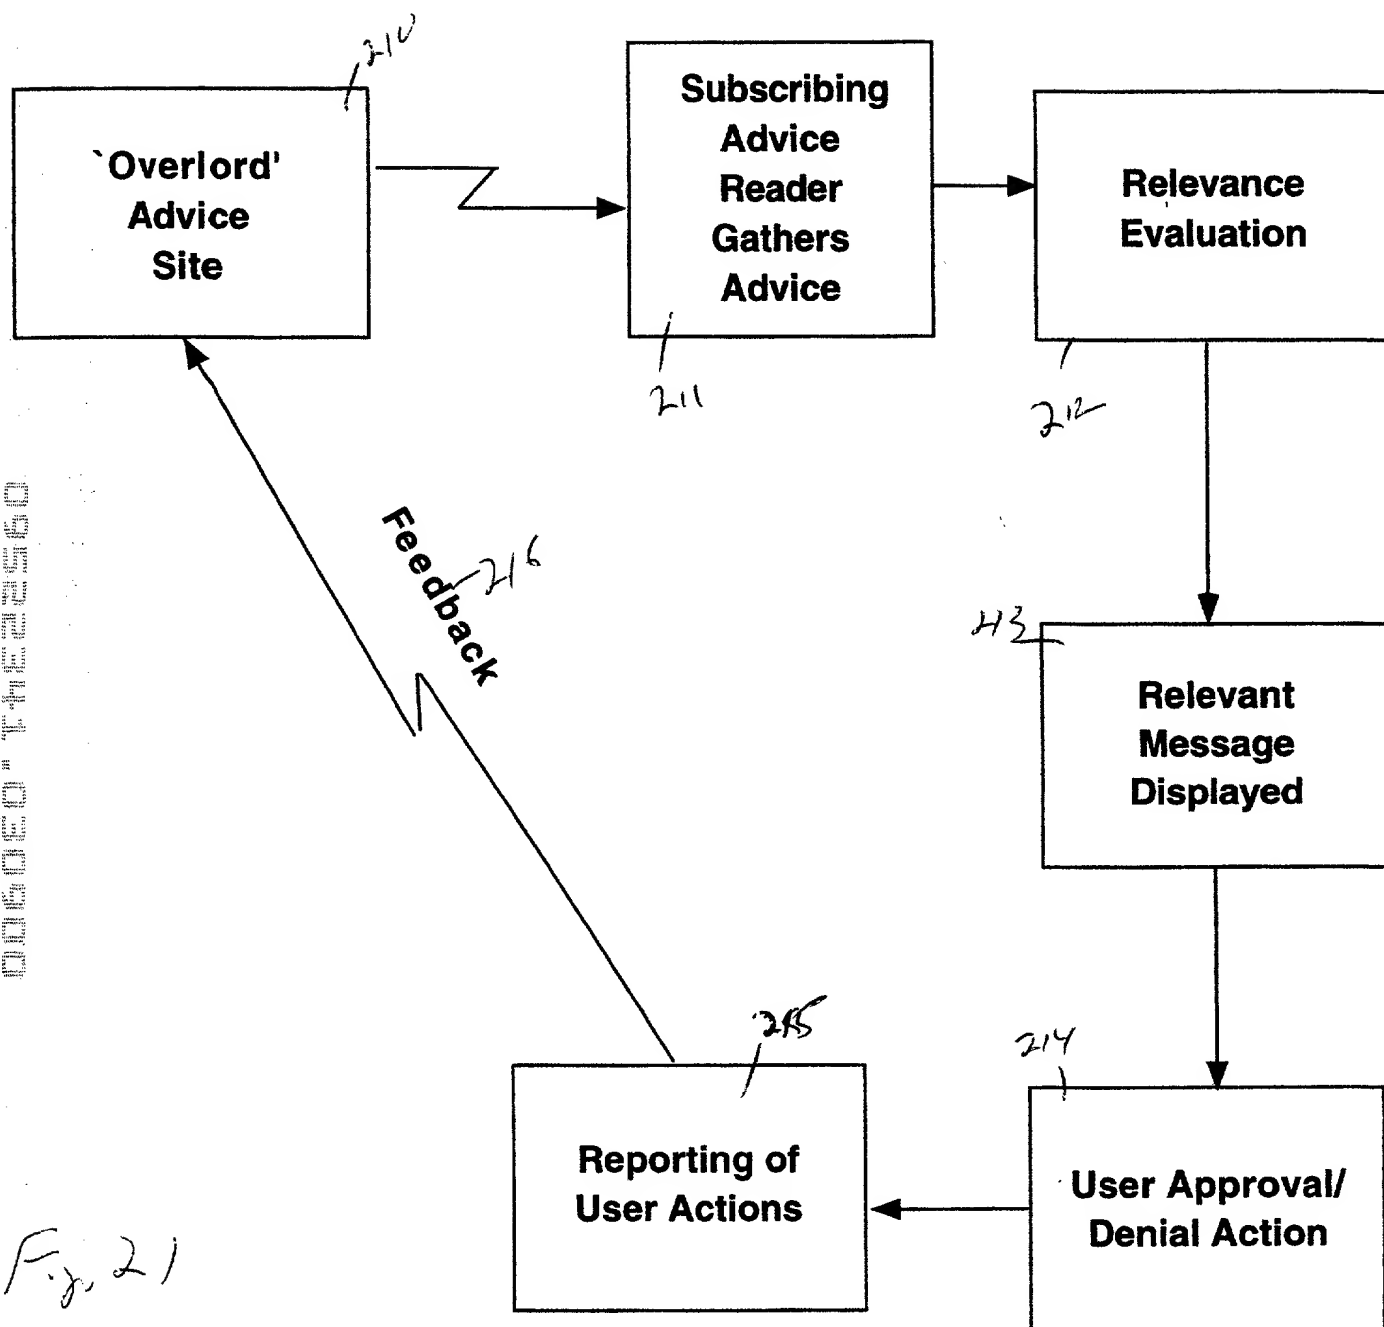 210
`Overlord'
Advice
Site
Subscribing
Advice
Reader
Gathers
Advice
211
Relevance
Evaluation
212
Feedback
216
213
Relevant
Message
Displayed
215
Reporting of
User Actions
214
User Approval/
Denial Action
Fig. 21